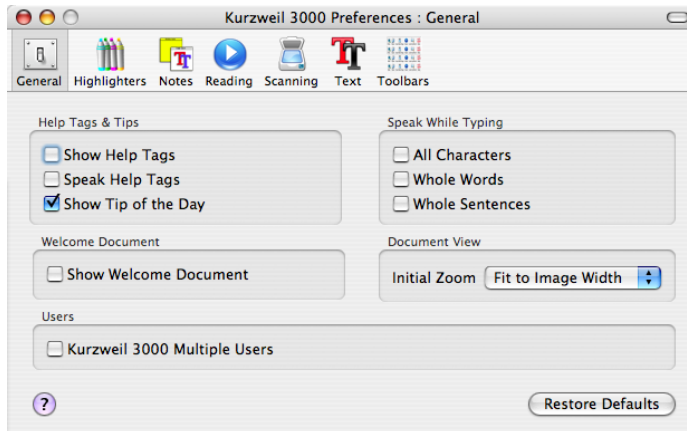 Kurzweil 3000 Preferences : General
General Highlighters Notes Reading Scanning Text Toolbars
Help Tags & Tips
Show Help Tags
Speak Help Tags
Show Tip of the Day
Speak While Typing
All Characters
Whole Words
Whole Sentences
Welcome Document
Show Welcome Document
Document View
Initial Zoom Fit to Image Width
Users
Kurzweil 3000 Multiple Users
?
Restore Defaults